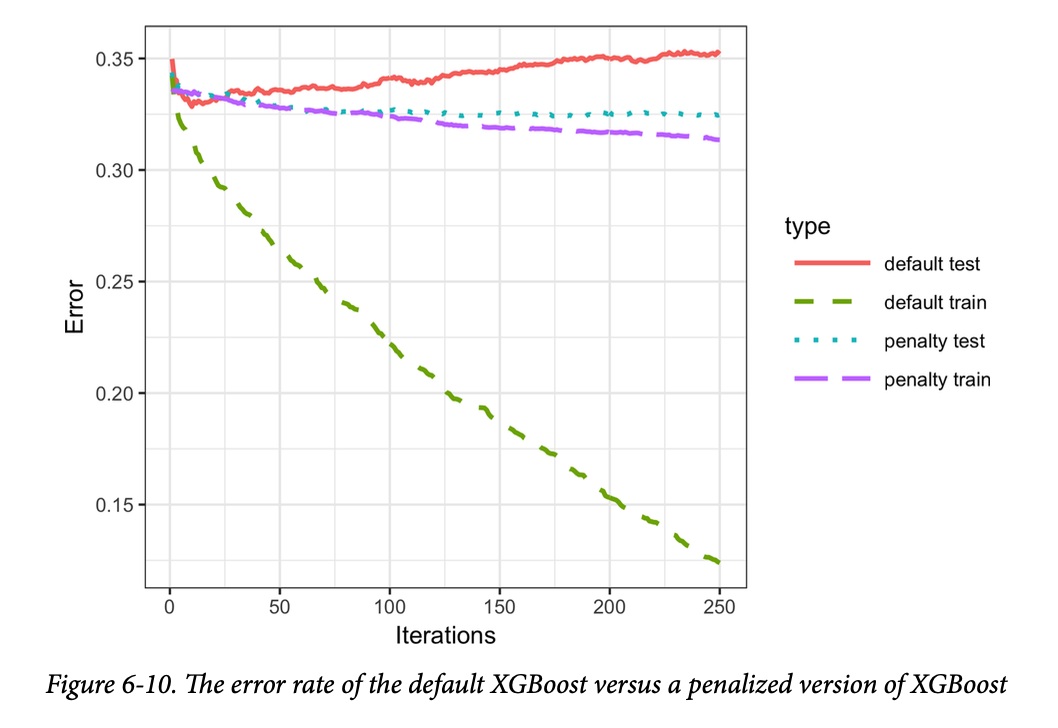 0.35
0.30
0.25
0.20
0.15
Error
0 50 100 150 200 250
Iterations
type
default test
default train
penalty test
penalty train
Figure 6-10. The error rate of the default XGBoost versus a penalized version of XGBoost